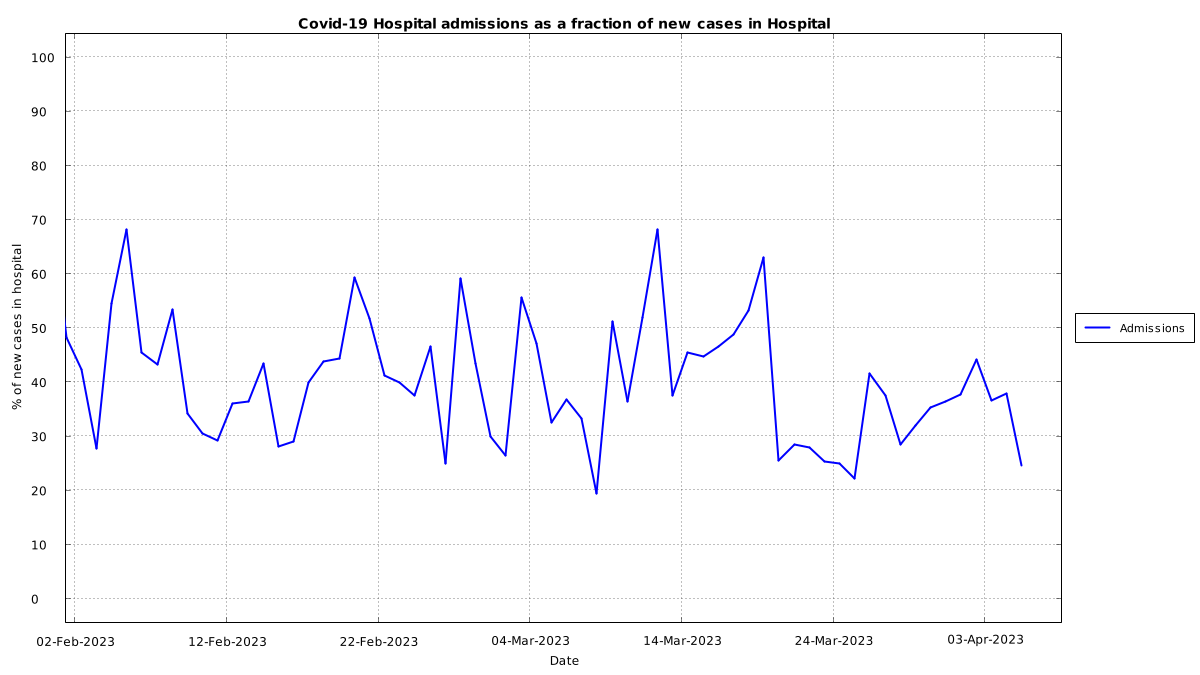 Covid-19 Hospital admissions as a fraction of new cases in Hospital
100
90
80
70
60
50
40
30
20
10
0
% of new cases in hospital
02-Feb-2023 12-Feb-2023 22-Feb-2023 04-Mar-2023 14-Mar-2023 24-Mar-2023 03-Apr-2023
Date
Admissions